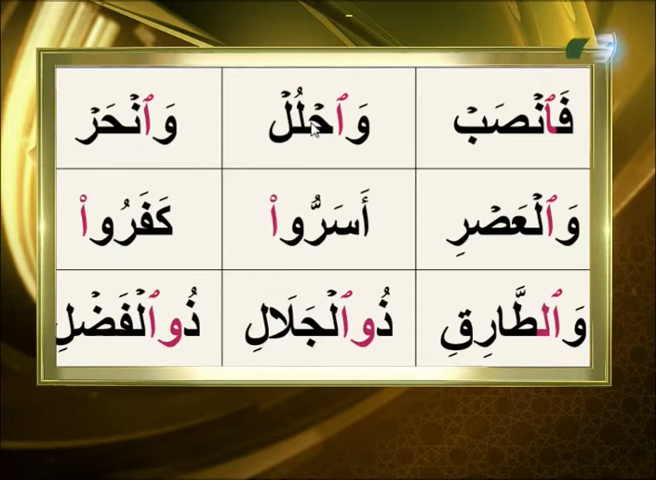 فَٱنْصَبْ وَٱحْلُلْ وَٱنْحَرْ
وَٱلْعَصْرِ أَسَرُّواْ كَفَرُواْ
وَٱلطَّارِقِ ذُوٱلْجَلَالِ ذُوٱلْفَضْلِ